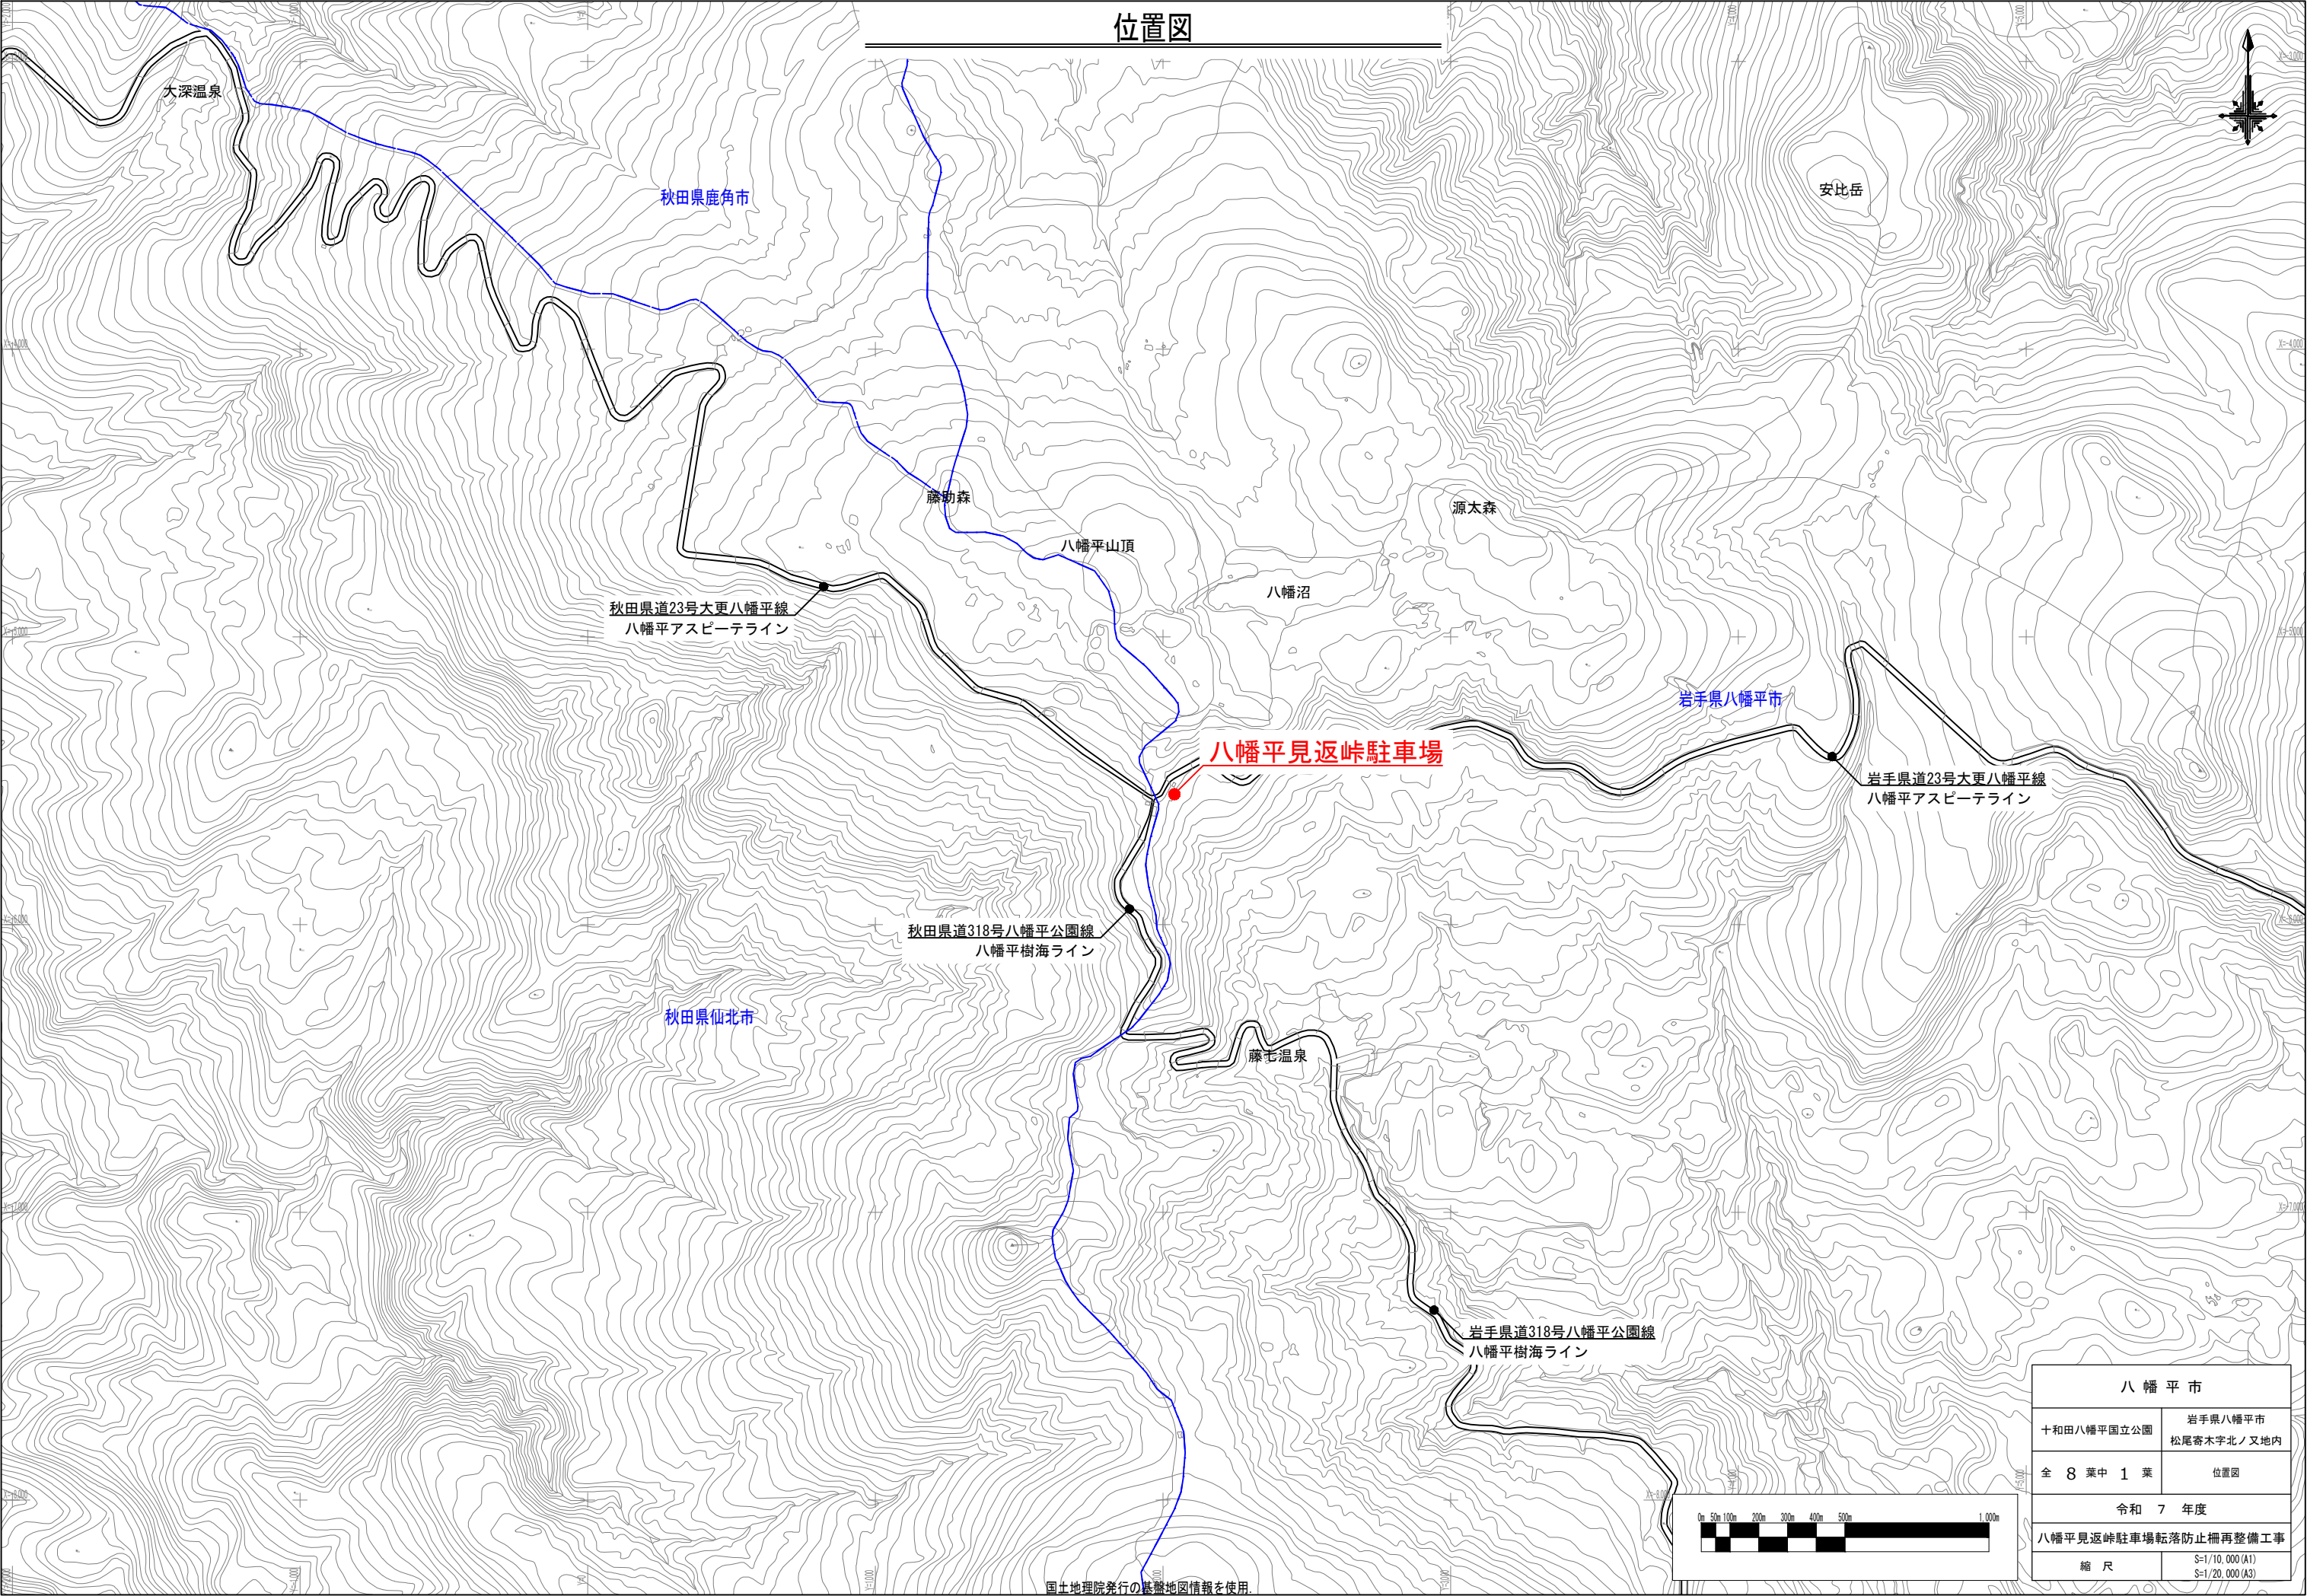 位置図
大深温泉
秋田県鹿角市
安比岳
藤助森
源太森
八幡平山頂
八幡沼
秋田県道23号大更八幡平線
八幡平アスピーテライン
岩手県八幡平市
八幡平見返峠駐車場
岩手県道23号大更八幡平線
八幡平アスピーテライン
秋田県道318号八幡平公園線
八幡平樹海ライン
秋田県仙北市
藤七温泉
岩手県道318号八幡平公園線
八幡平樹海ライン
X=-4,000
X=-5,000
X=-7,000
八幡平市
十和田八幡平国立公園
岩手県八幡平市
松尾寄木字北ノ又地内
全 8 葉中 1 葉
位置図
令和 7 年度
八幡平見返峠駐車場転落防止柵再整備工事
縮尺
S=1/10,000(A1)
S=1/20,000(A3)
0m 50m 100m 200m 300m 400m 500m 1,000m
国土地理院発行の基盤地図情報を使用.